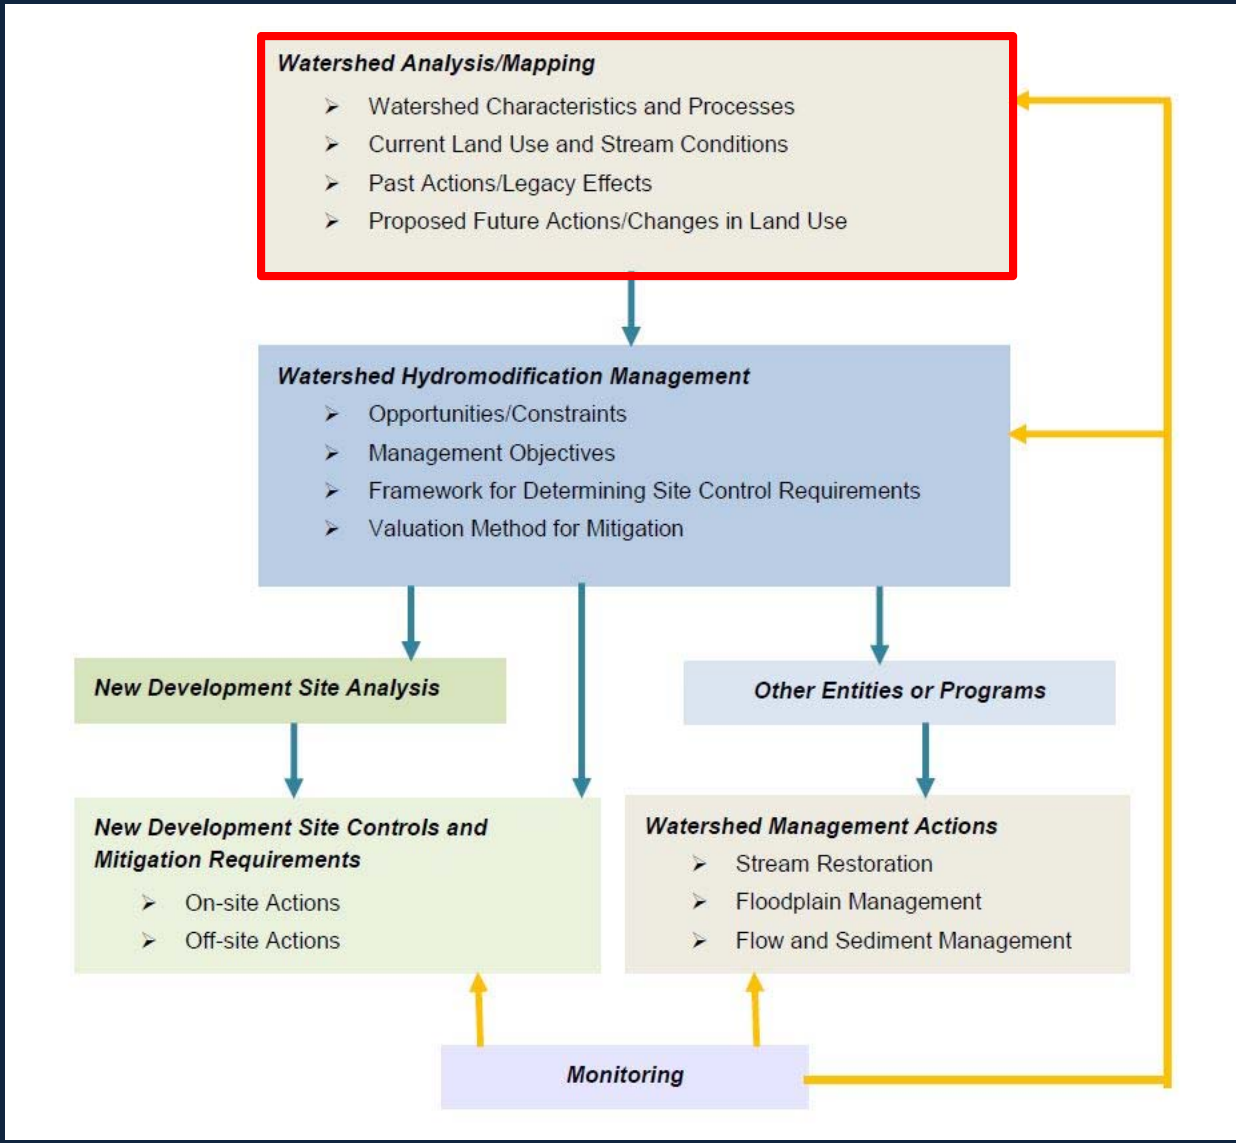 Watershed Analysis/Mapping
➢ Watershed Characteristics and Processes
➢ Current Land Use and Stream Conditions
➢ Past Actions/Legacy Effects
➢ Proposed Future Actions/Changes in Land Use
Watershed Hydromodification Management
➢ Opportunities/Constraints
➢ Management Objectives
➢ Framework for Determining Site Control Requirements
➢ Valuation Method for Mitigation
New Development Site Analysis
Other Entities or Programs
New Development Site Controls and
Mitigation Requirements
➢ On-site Actions
➢ Off-site Actions
Watershed Management Actions
➢ Stream Restoration
➢ Floodplain Management
➢ Flow and Sediment Management
Monitoring